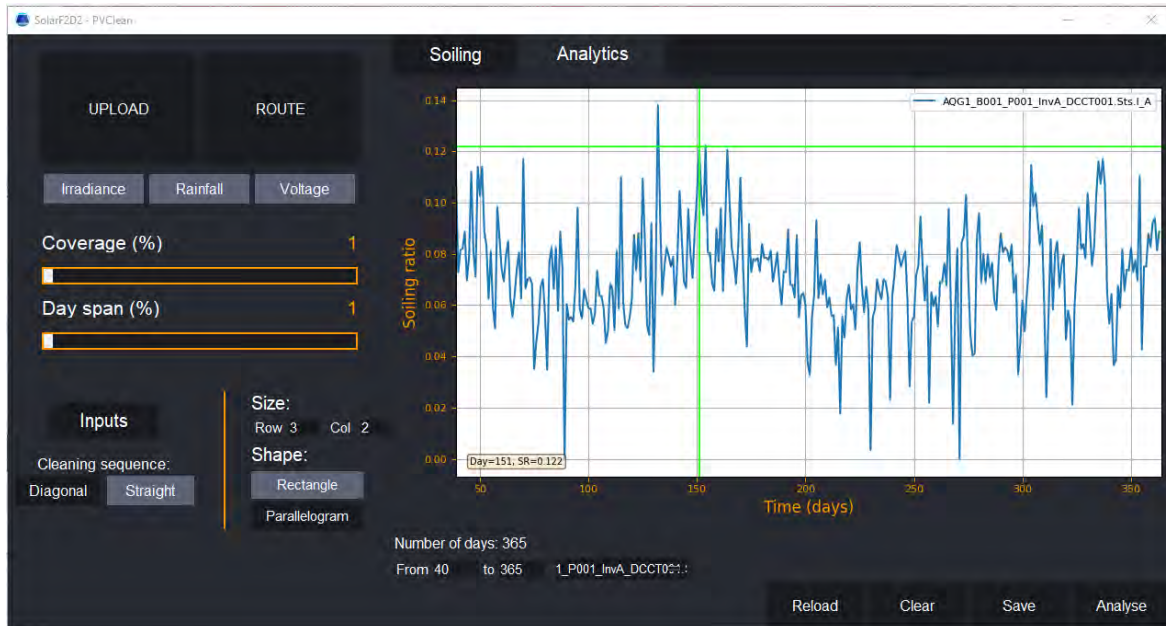 SolarF2D2 - PVClean
UPLOAD
ROUTE
Irradiance
Rainfall
Voltage
Coverage (%) 1
Day span (%) 1
Inputs
Cleaning sequence:
Diagonal
Straight
Size:
Row 3 Col 2
Shape:
Rectangle
Parallelogram
Soiling
Analytics
AQG1_B001_P001_InvA_DCCT001.Sts.I_A
Soiling ratio
0.14
0.12
0.10
0.08
0.06
0.04
0.02
0.00
Day=151, SR=0.122
50 100 150 200 250 300 350
Time (days)
Number of days: 365
From 40 to 365
Reload
Clear
Save
Analyse